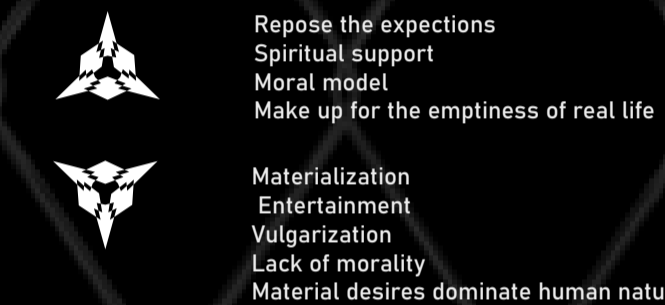 Repose the expections
Spiritual support
Moral model
Make up for the emptiness of real life
Materialization
Entertainment
Vulgarization
Lack of morality
Material desires dominate human natu